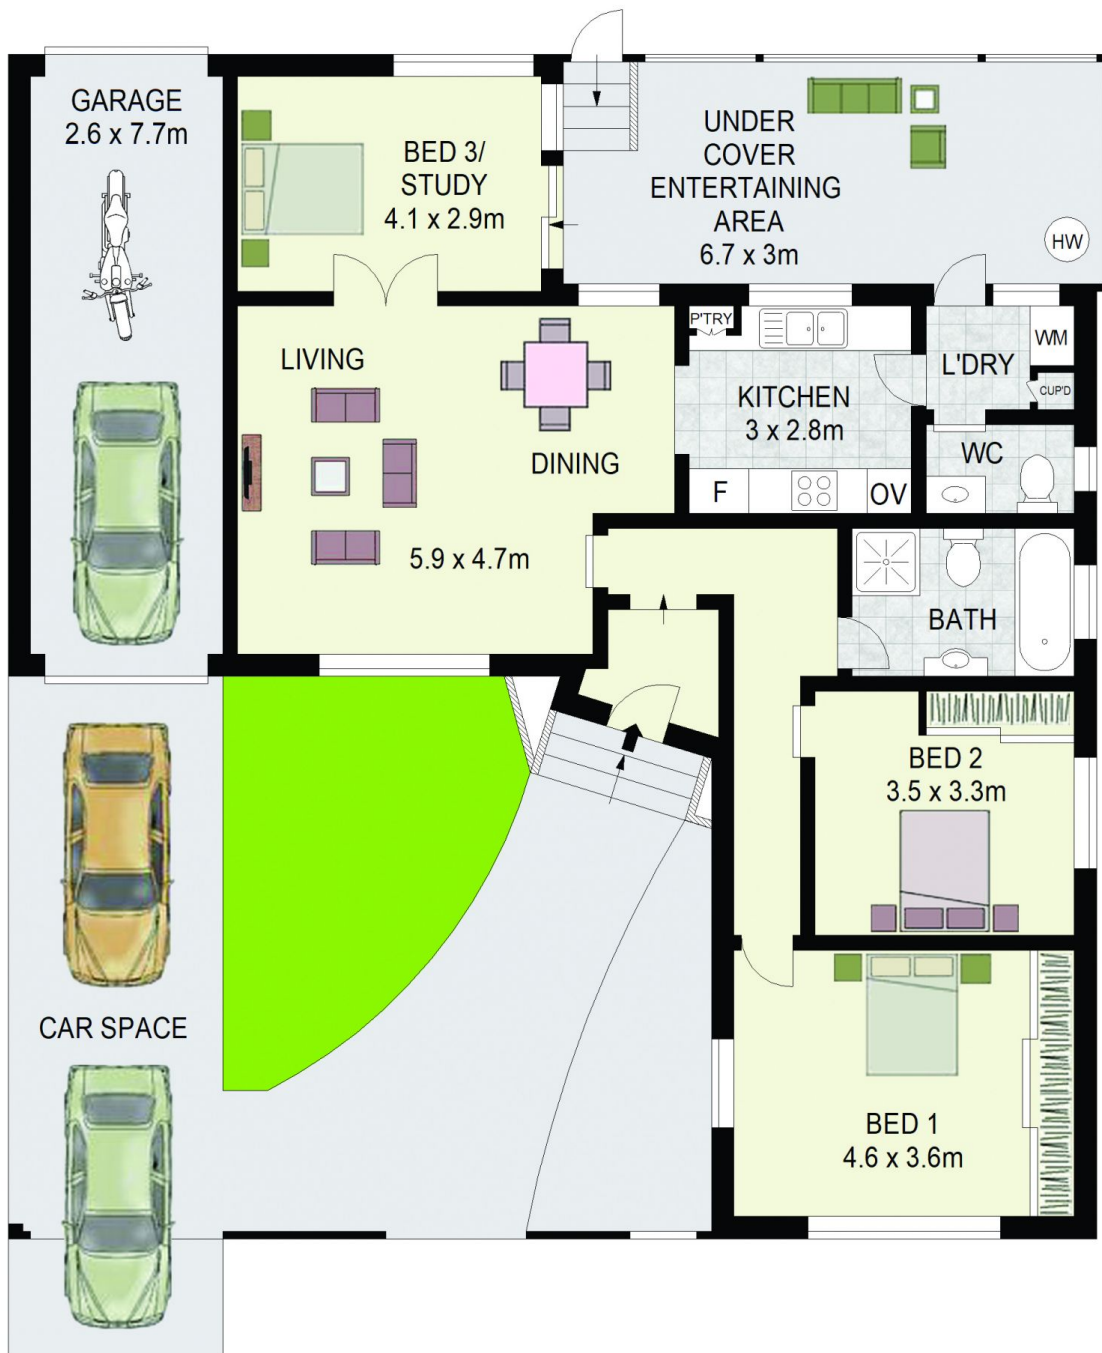 GARAGE
2.6 x 7.7m
BED 3/
STUDY
4.1 x 2.9m
UNDER
COVER
ENTERTAINING
AREA
6.7 x 3m
HW
LIVING
DINING
5.9 x 4.7m
P'TRY
KITCHEN
3 x 2.8m
F
OV
L'DRY
WM
CUP'D
WC
BATH
BED 2
3.5 x 3.3m
CAR SPACE
BED 1
4.6 x 3.6m